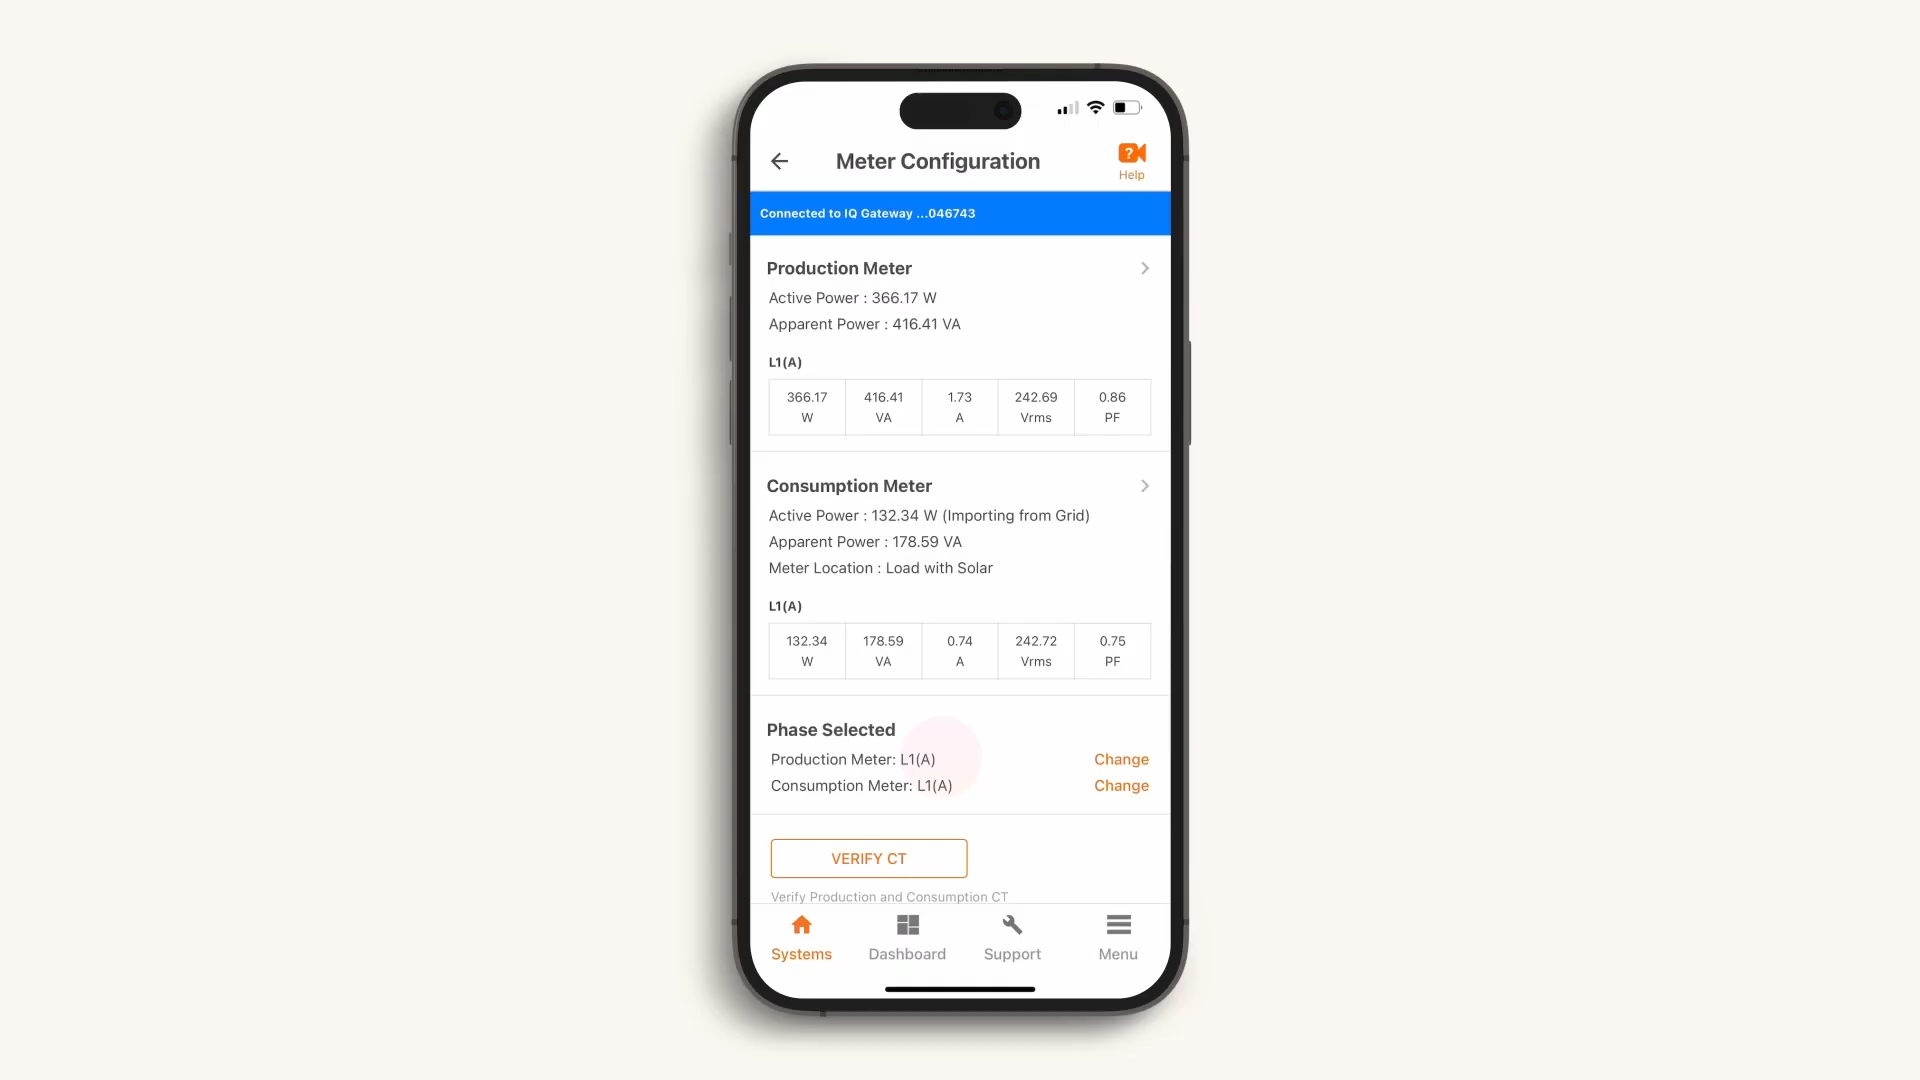 Meter Configuration
?
Help
Connected to IQ Gateway ...046743
Production Meter
Active Power : 366.17 W
Apparent Power : 416.41 VA
L1(A)
366.17 416.41 1.73 242.69 0.86
W VA A Vrms PF
Consumption Meter
Active Power : 132.34 W (Importing from Grid)
Apparent Power : 178.59 VA
Meter Location : Load with Solar
L1(A)
132.34 178.59 0.74 242.72 0.75
W VA A Vrms PF
Phase Selected
Production Meter: L1(A) Change
Consumption Meter: L1(A) Change
VERIFY CT
Verify Production and Consumption CT
Systems Dashboard Support Menu